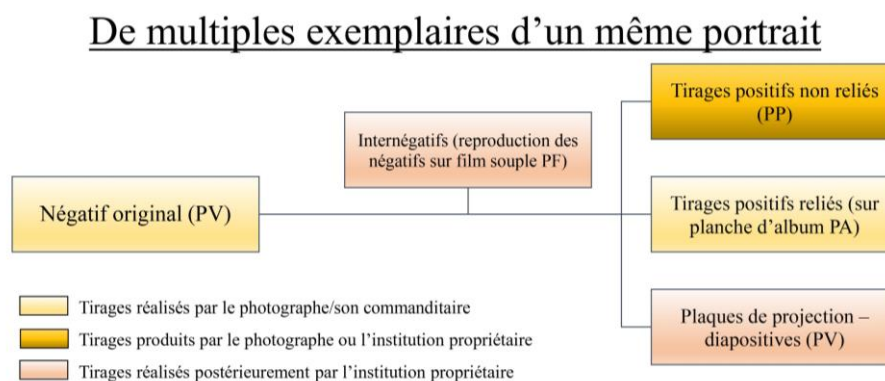 De multiples exemplaires d’un même portrait
Tirages positifs non reliés
(PP)
Internégatifs (reproduction des
négatifs sur film souple PF)
Négatif original (PV)
Tirages positifs reliés (sur
planche d’album PA)
Plaques de projection –
diapositives (PV)
Tirages réalisés par le photographe/son commanditaire
Tirages produits par le photographe ou l’institution propriétaire
Tirages réalisés postérieurement par l’institution propriétaire